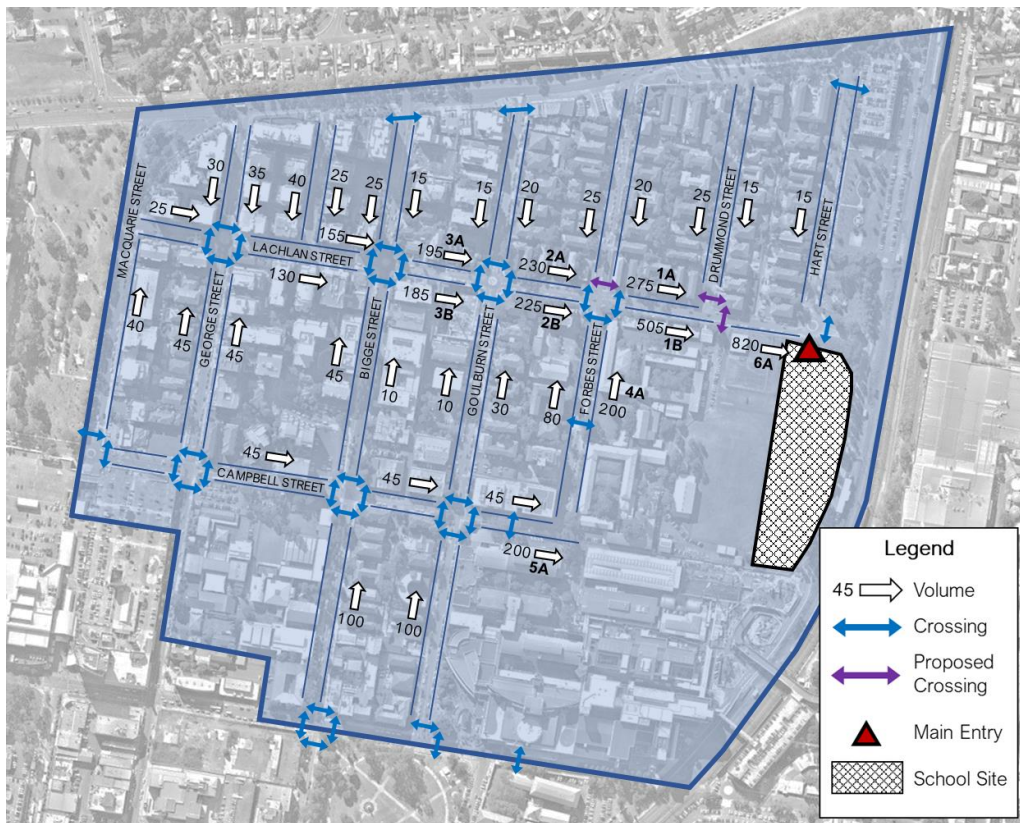 MACQUARIE STREET
30
35
40
25
25
15
15
20
25
20
25
DRUMMOND STREET
15
15
HART STREET
25
155
LACHLAN STREET
130
3A
195
185
3B
2A
230
225
2B
275
1A
505
1B
820
6A
40
45
GEORGE STREET
45
45
BIGGE STREET
10
10
GOULBURN STREET
30
80
FORBES STREET
4A
200
45
CAMPBELL STREET
45
45
200
5A
100
100
Legend
45 Volume
Crossing
Proposed
Crossing
Main Entry
School Site